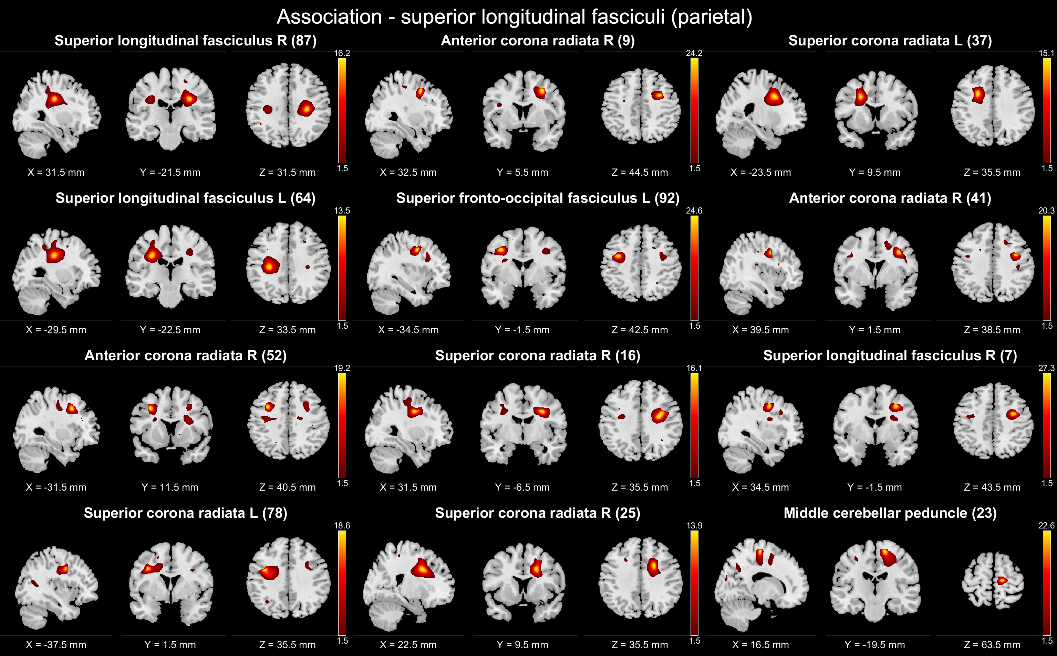 Association - superior longitudinal fasciculi (parietal)
Superior longitudinal fasciculus R (87)
Anterior corona radiata R (9)
Superior corona radiata L (37)
16.2
24.2
15.1
1.5
1.5
1.5
X = 31.5 mm
Y = -21.5 mm
Z = 31.5 mm
X = 32.5 mm
Y = 5.5 mm
Z = 44.5 mm
X = -23.5 mm
Y = 9.5 mm
Z = 35.5 mm
Superior longitudinal fasciculus L (64)
Superior fronto-occipital fasciculus L (92)
Anterior corona radiata R (41)
13.5
24.6
20.3
1.5
1.5
1.5
X = -29.5 mm
Y = -22.5 mm
Z = 33.5 mm
X = -34.5 mm
Y = -1.5 mm
Z = 42.5 mm
X = 39.5 mm
Y = 1.5 mm
Z = 38.5 mm
Anterior corona radiata R (52)
Superior corona radiata R (16)
Superior longitudinal fasciculus R (7)
19.2
16.1
27.3
1.5
1.5
1.5
X = -31.5 mm
Y = 11.5 mm
Z = 40.5 mm
X = 31.5 mm
Y = -6.5 mm
Z = 35.5 mm
X = 34.5 mm
Y = -1.5 mm
Z = 43.5 mm
Superior corona radiata L (78)
Superior corona radiata R (25)
Middle cerebellar peduncle (23)
18.6
13.9
22.6
1.5
1.5
1.5
X = -37.5 mm
Y = 1.5 mm
Z = 35.5 mm
X = 22.5 mm
Y = 9.5 mm
Z = 35.5 mm
X = 16.5 mm
Y = -19.5 mm
Z = 63.5 mm